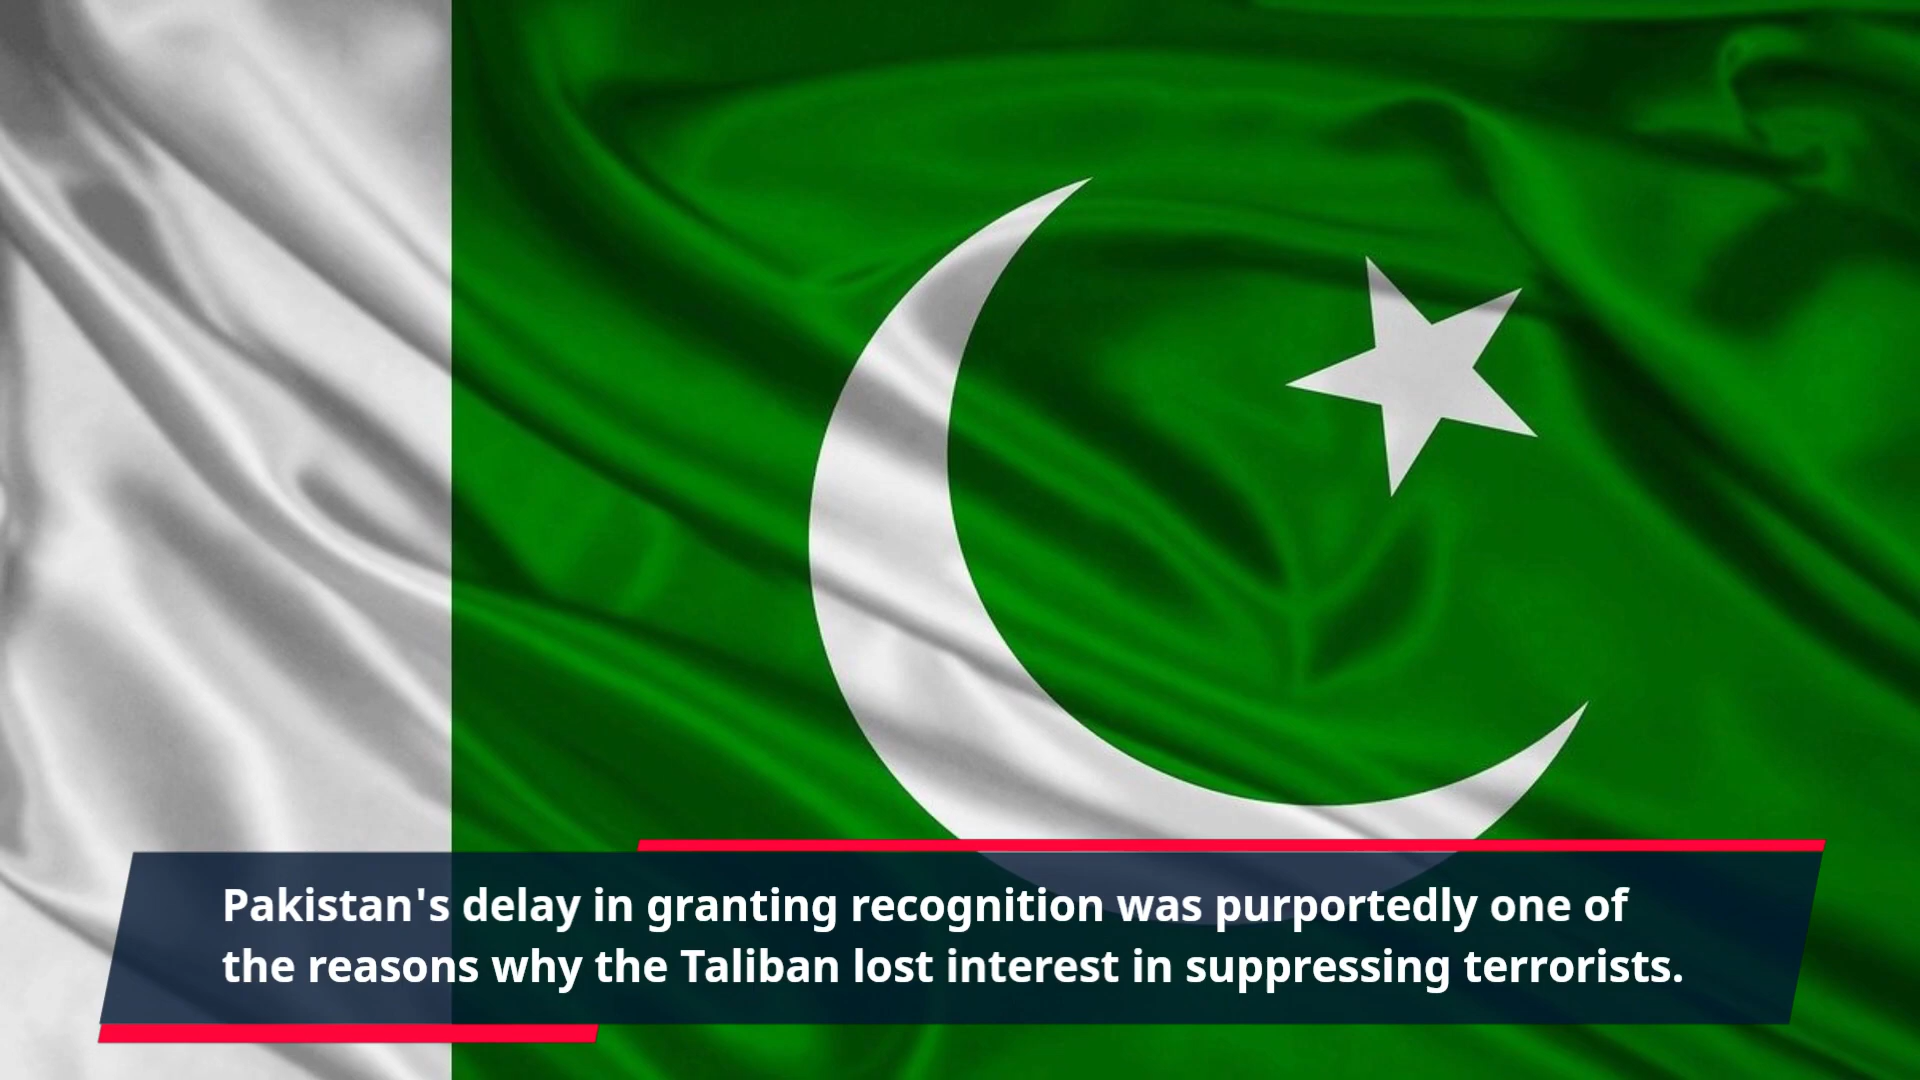 Pakistan's delay in granting recognition was purportedly one of
the reasons why the Taliban lost interest in suppressing terrorists.